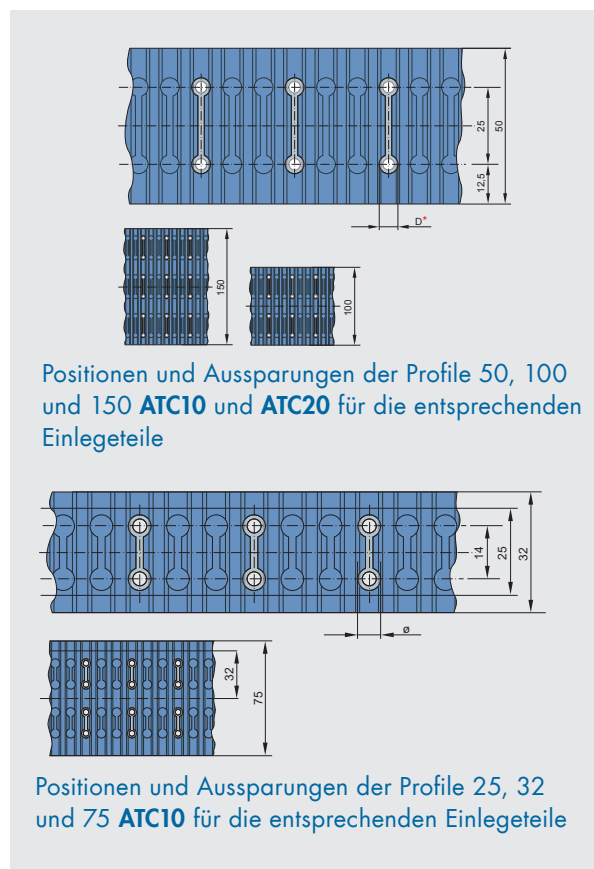 25
50
12,5
D*
150
100
Positionen und Aussparungen der Profile 50, 100
und 150 ATC10 und ATC20 für die entsprechenden
Einlegeteile
14
25
32
ø
32
75
Positionen und Aussparungen der Profile 25, 32
und 75 ATC10 für die entsprechenden Einlegeteile